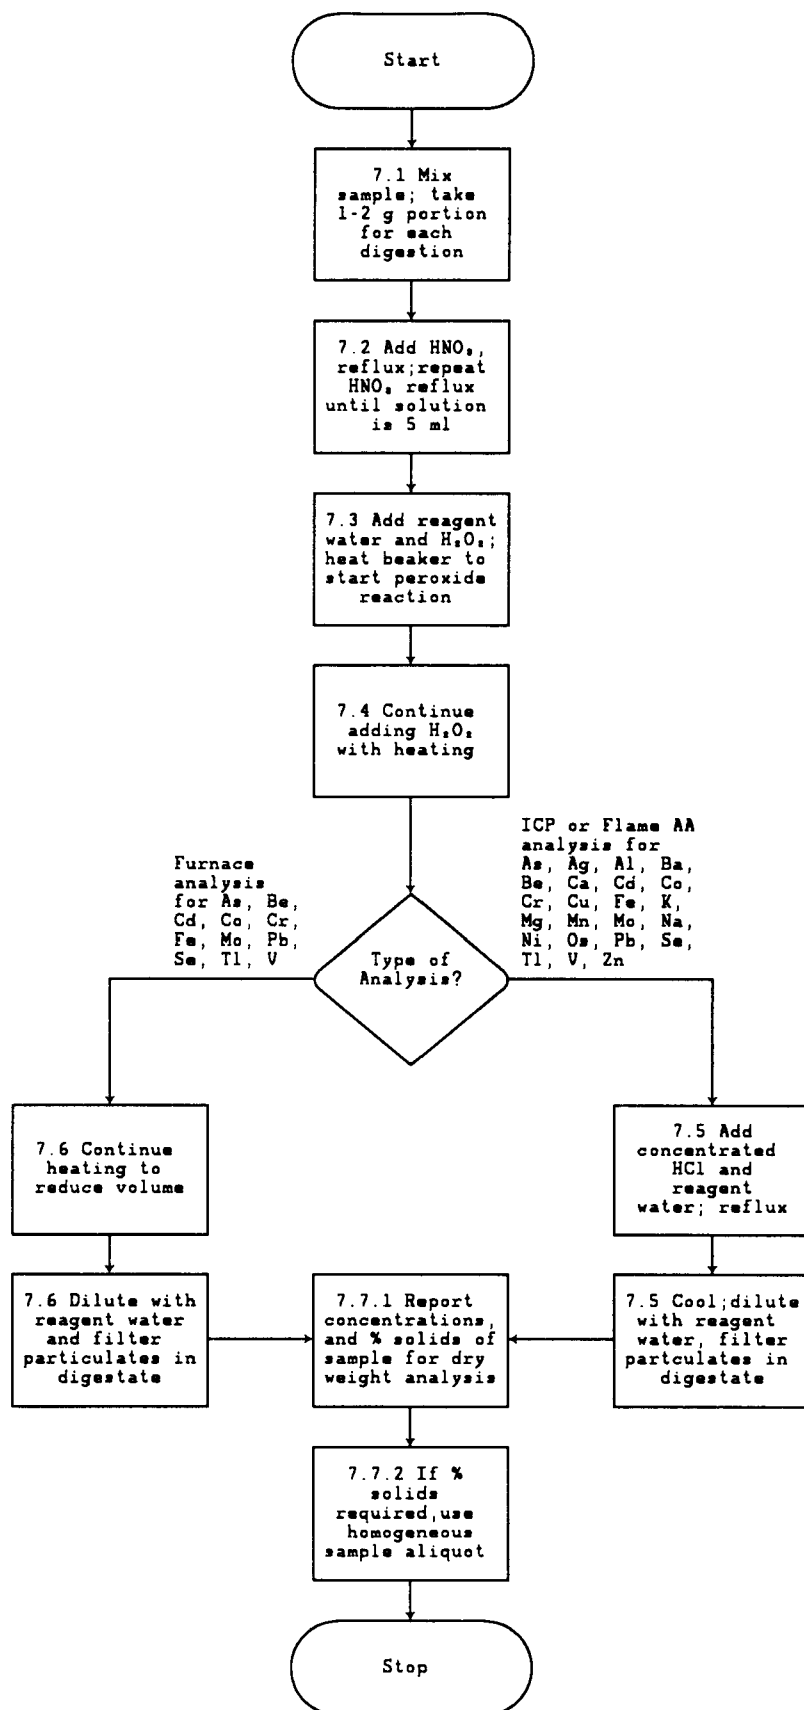 Start
7.1 Mix
sample; take
1-2 g portion
for each
digestion
7.2 Add HNO₃,
reflux;repeat
HNO₃ reflux
until solution
is 5 ml
7.3 Add reagent
water and H₂O₂;
heat beaker to
start peroxide
reaction
7.4 Continue
adding H₂O₂
with heating
Furnace
analysis
for As, Be,
Cd, Co, Cr,
Fe, Mo, Pb,
Se, Tl, V
Type of
Analysis?
ICP or Flame AA
analysis for
As, Ag, Al, Ba,
Be, Ca, Cd, Co,
Cr, Cu, Fe, K,
Mg, Mn, Mo, Na,
Ni, Os, Pb, Se,
Tl, V, Zn
7.6 Continue
heating to
reduce volume
7.5 Add
concentrated
HCl and
reagent
water; reflux
7.6 Dilute with
reagent water
and filter
particulates in
digestate
7.7.1 Report
concentrations,
and % solids of
sample for dry
weight analysis
7.5 Cool;dilute
with reagent
water, filter
partculates in
digestate
7.7.2 If %
solids
required,use
homogeneous
sample aliquot
Stop